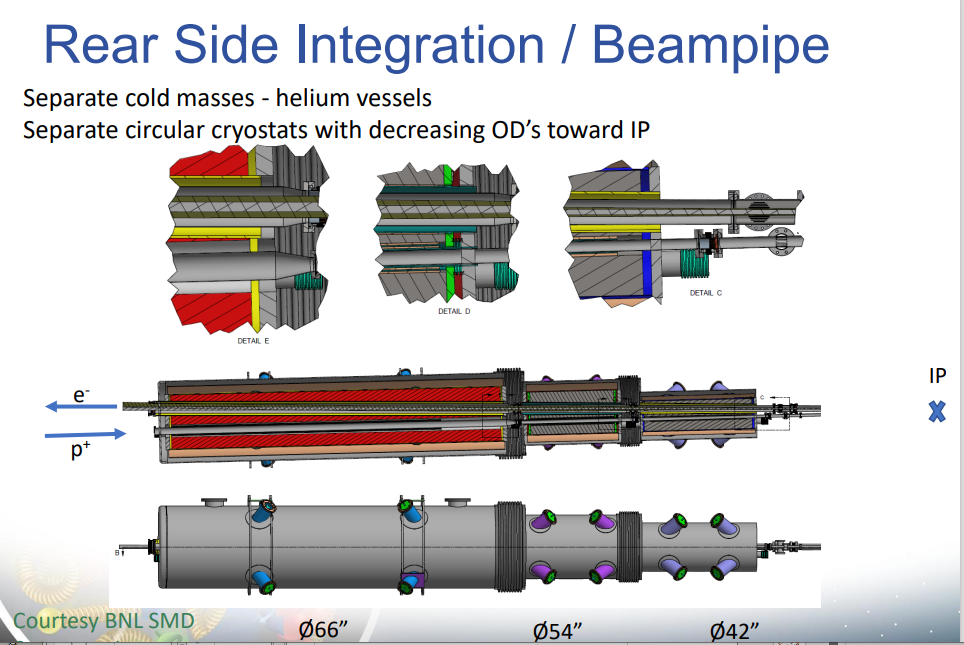 Rear Side Integration / Beampipe
Separate cold masses - helium vessels
Separate circular cryostats with decreasing OD’s toward IP
DETAIL E
DETAIL D
DETAIL C
IP
e-
p+
C
B
Courtesy BNL SMD
Ø66”
Ø54”
Ø42”